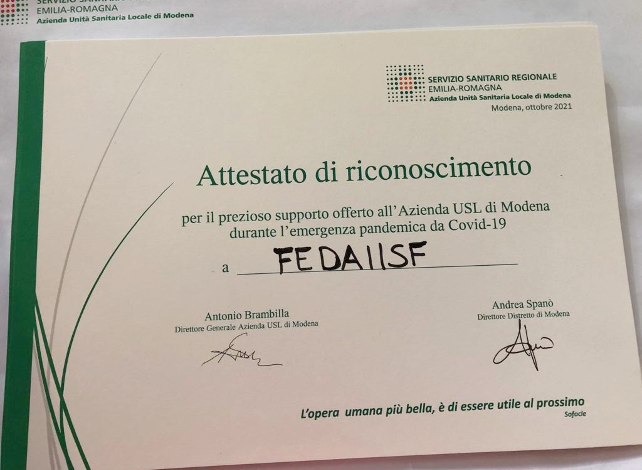 EMILIA-ROMAGNA
Azienda Unità Sanitaria Locale di Modena
SERVIZIO SANITARIO REGIONALE
EMILIA-ROMAGNA
Azienda Unità Sanitaria Locale di Modena
Modena, ottobre 2021
Attestato di riconoscimento
per il prezioso supporto offerto all'Azienda USL di Modena
durante l'emergenza pandemica da Covid-19
a FEDAIISF
Antonio Brambilla
Direttore Generale Azienda USL di Modena
Andrea Spanò
Direttore Distretto di Modena
L'opera umana più bella, è di essere utile al prossimo
Sofocle